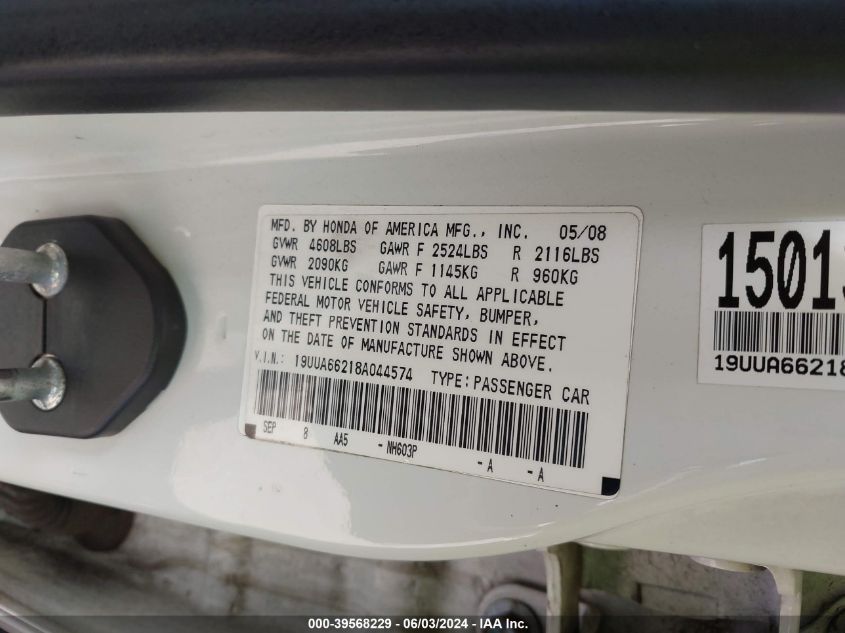 MFD. BY HONDA OF AMERICA MFG., INC. 05/08
GVWR 4608LBS GAWR F 2524LBS R 2116LBS
GVWR 2090KG GAWR F 1145KG R 960KG
THIS VEHICLE CONFORMS TO ALL APPLICABLE
FEDERAL MOTOR VEHICLE SAFETY, BUMPER,
AND THEFT PREVENTION STANDARDS IN EFFECT
ON THE DATE OF MANUFACTURE SHOWN ABOVE.
V.I.N.: 19UUA66218A044574 TYPE: PASSENGER CAR
SEP 8 AA5 -NH603P -A -A
1501
19UUA66218
000-39568229 - 06/03/2024 - IAA Inc.